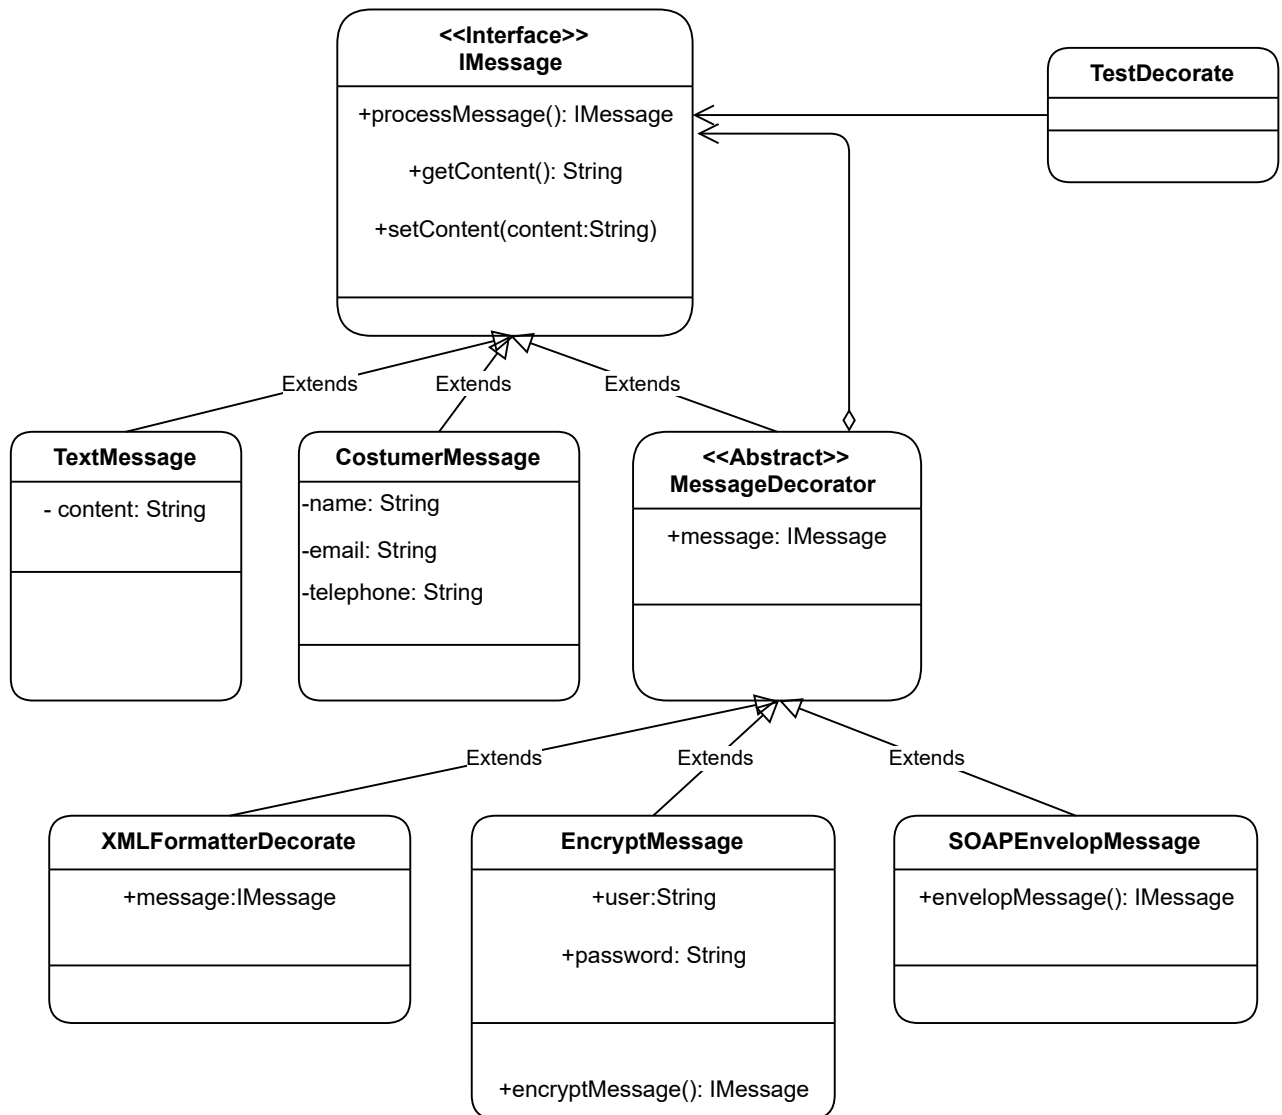 <<Interface>>
IMessage
+processMessage(): IMessage
+getContent(): String
+setContent(content:String)
TestDecorate
Extends
Extends
Extends
TextMessage
- content: String
CostumerMessage
-name: String
-email: String
-telephone: String
<<Abstract>>
MessageDecorator
+message: IMessage
Extends
Extends
Extends
XMLFormatterDecorate
+message:IMessage
EncryptMessage
+user:String
+password: String
+encryptMessage(): IMessage
SOAPEnvelopMessage
+envelopMessage(): IMessage